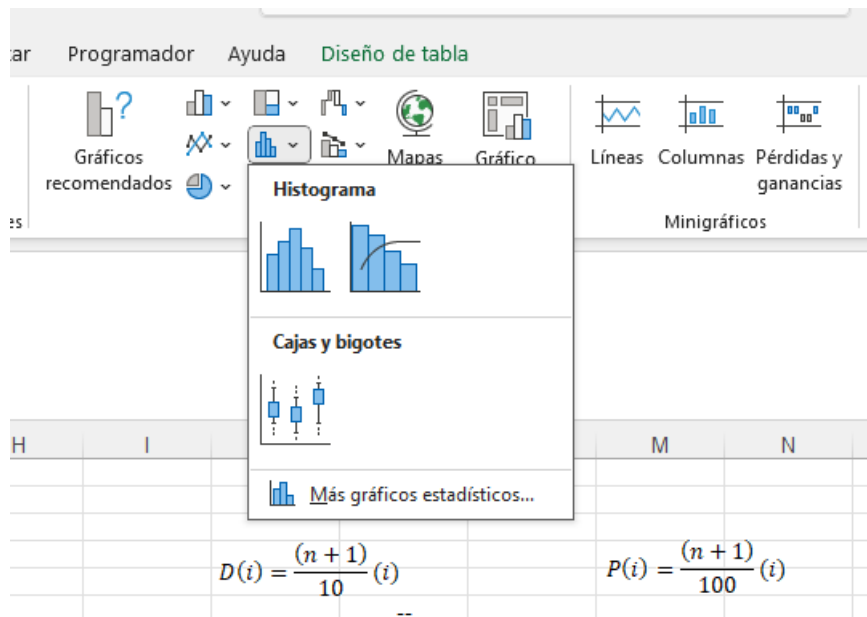 ar Programador Ayuda Diseño de tabla
Gráficos
recomendados
Mapas Gráfico
Líneas Columnas Pérdidas y
ganancias
es
Minigráficos
Histograma
Cajas y bigotes
Más gráficos estadísticos...
H I M N
D(i) = (n + 1)/10 (i)
P(i) = (n + 1)/100 (i)
--